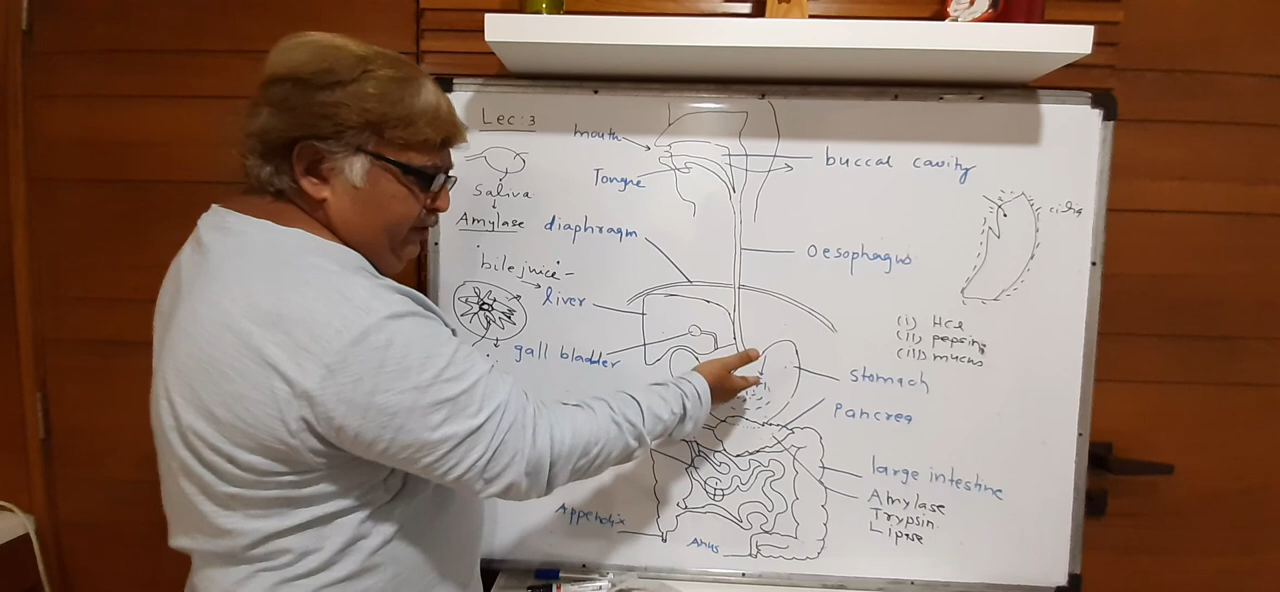 Lec:3
mouth
buccal cavity
Tongue
Saliva
Amylase
diaphragm
Oesophagus
bile juice
liver
(i) HCl
(ii) pepsin
(iii) mucus
gall bladder
stomach
pancrea
large intestine
Amylase
Trypsin
Lipase
Appendix
Anus